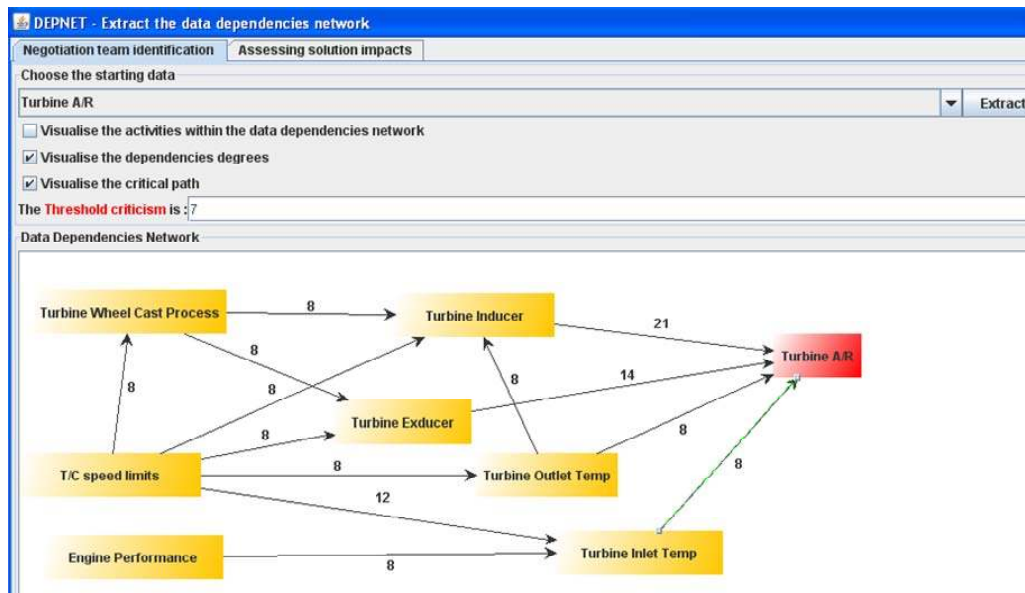 DEPNET - Extract the data dependencies network
Negotiation team identification Assessing solution impacts
Choose the starting data
Turbine A/R Extract
Visualise the activities within the data dependencies network
Visualise the dependencies degrees
Visualise the critical path
The Threshold criticism is : 7
Data Dependencies Network
Turbine Wheel Cast Process 8 Turbine Inducer
21
Turbine A/R
8
8 8 8 14
Turbine Exducer
8 8
T/C speed limits 8 Turbine Outlet Temp 8
12
Engine Performance 8 Turbine Inlet Temp